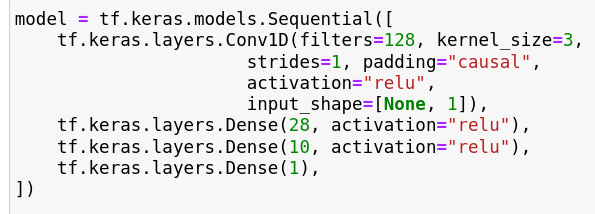 model = tf.keras.models.Sequential([
    tf.keras.layers.Conv1D(filters=128, kernel_size=3,
                      strides=1, padding="causal",
                      activation="relu",
                      input_shape=[None, 1]),
    tf.keras.layers.Dense(28, activation="relu"),
    tf.keras.layers.Dense(10, activation="relu"),
    tf.keras.layers.Dense(1),
])